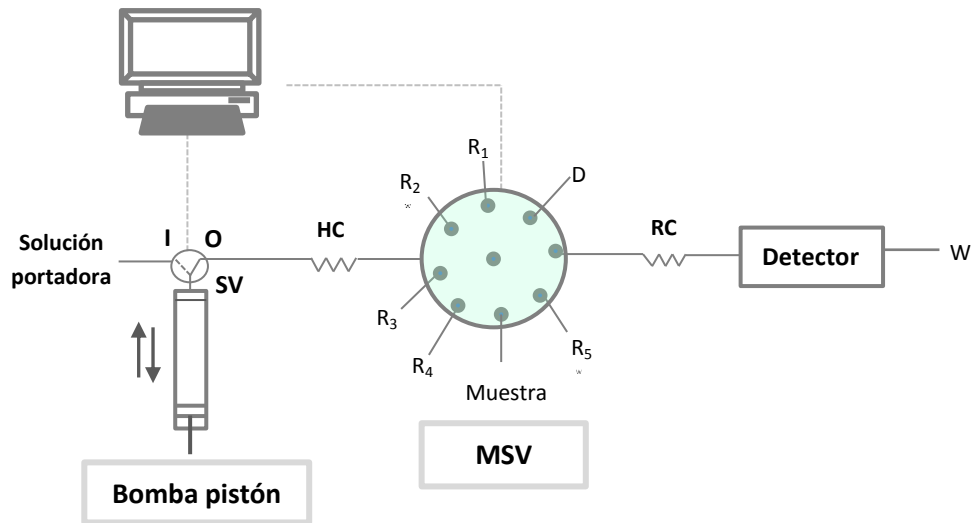 R₁
D
R₂
Solución
portadora
I
O
HC
RC
Detector
W
SV
R₃
R₄
R₅
Muestra
MSV
Bomba pistón